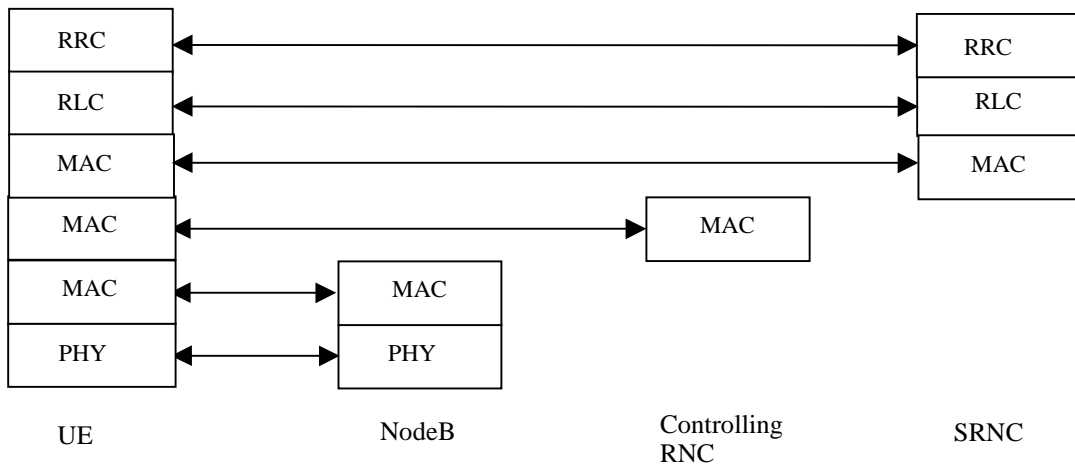 RRC
RRC
RLC
RLC
MAC
MAC
MAC
MAC
MAC
MAC
PHY
PHY
UE
NodeB
Controlling
RNC
SRNC